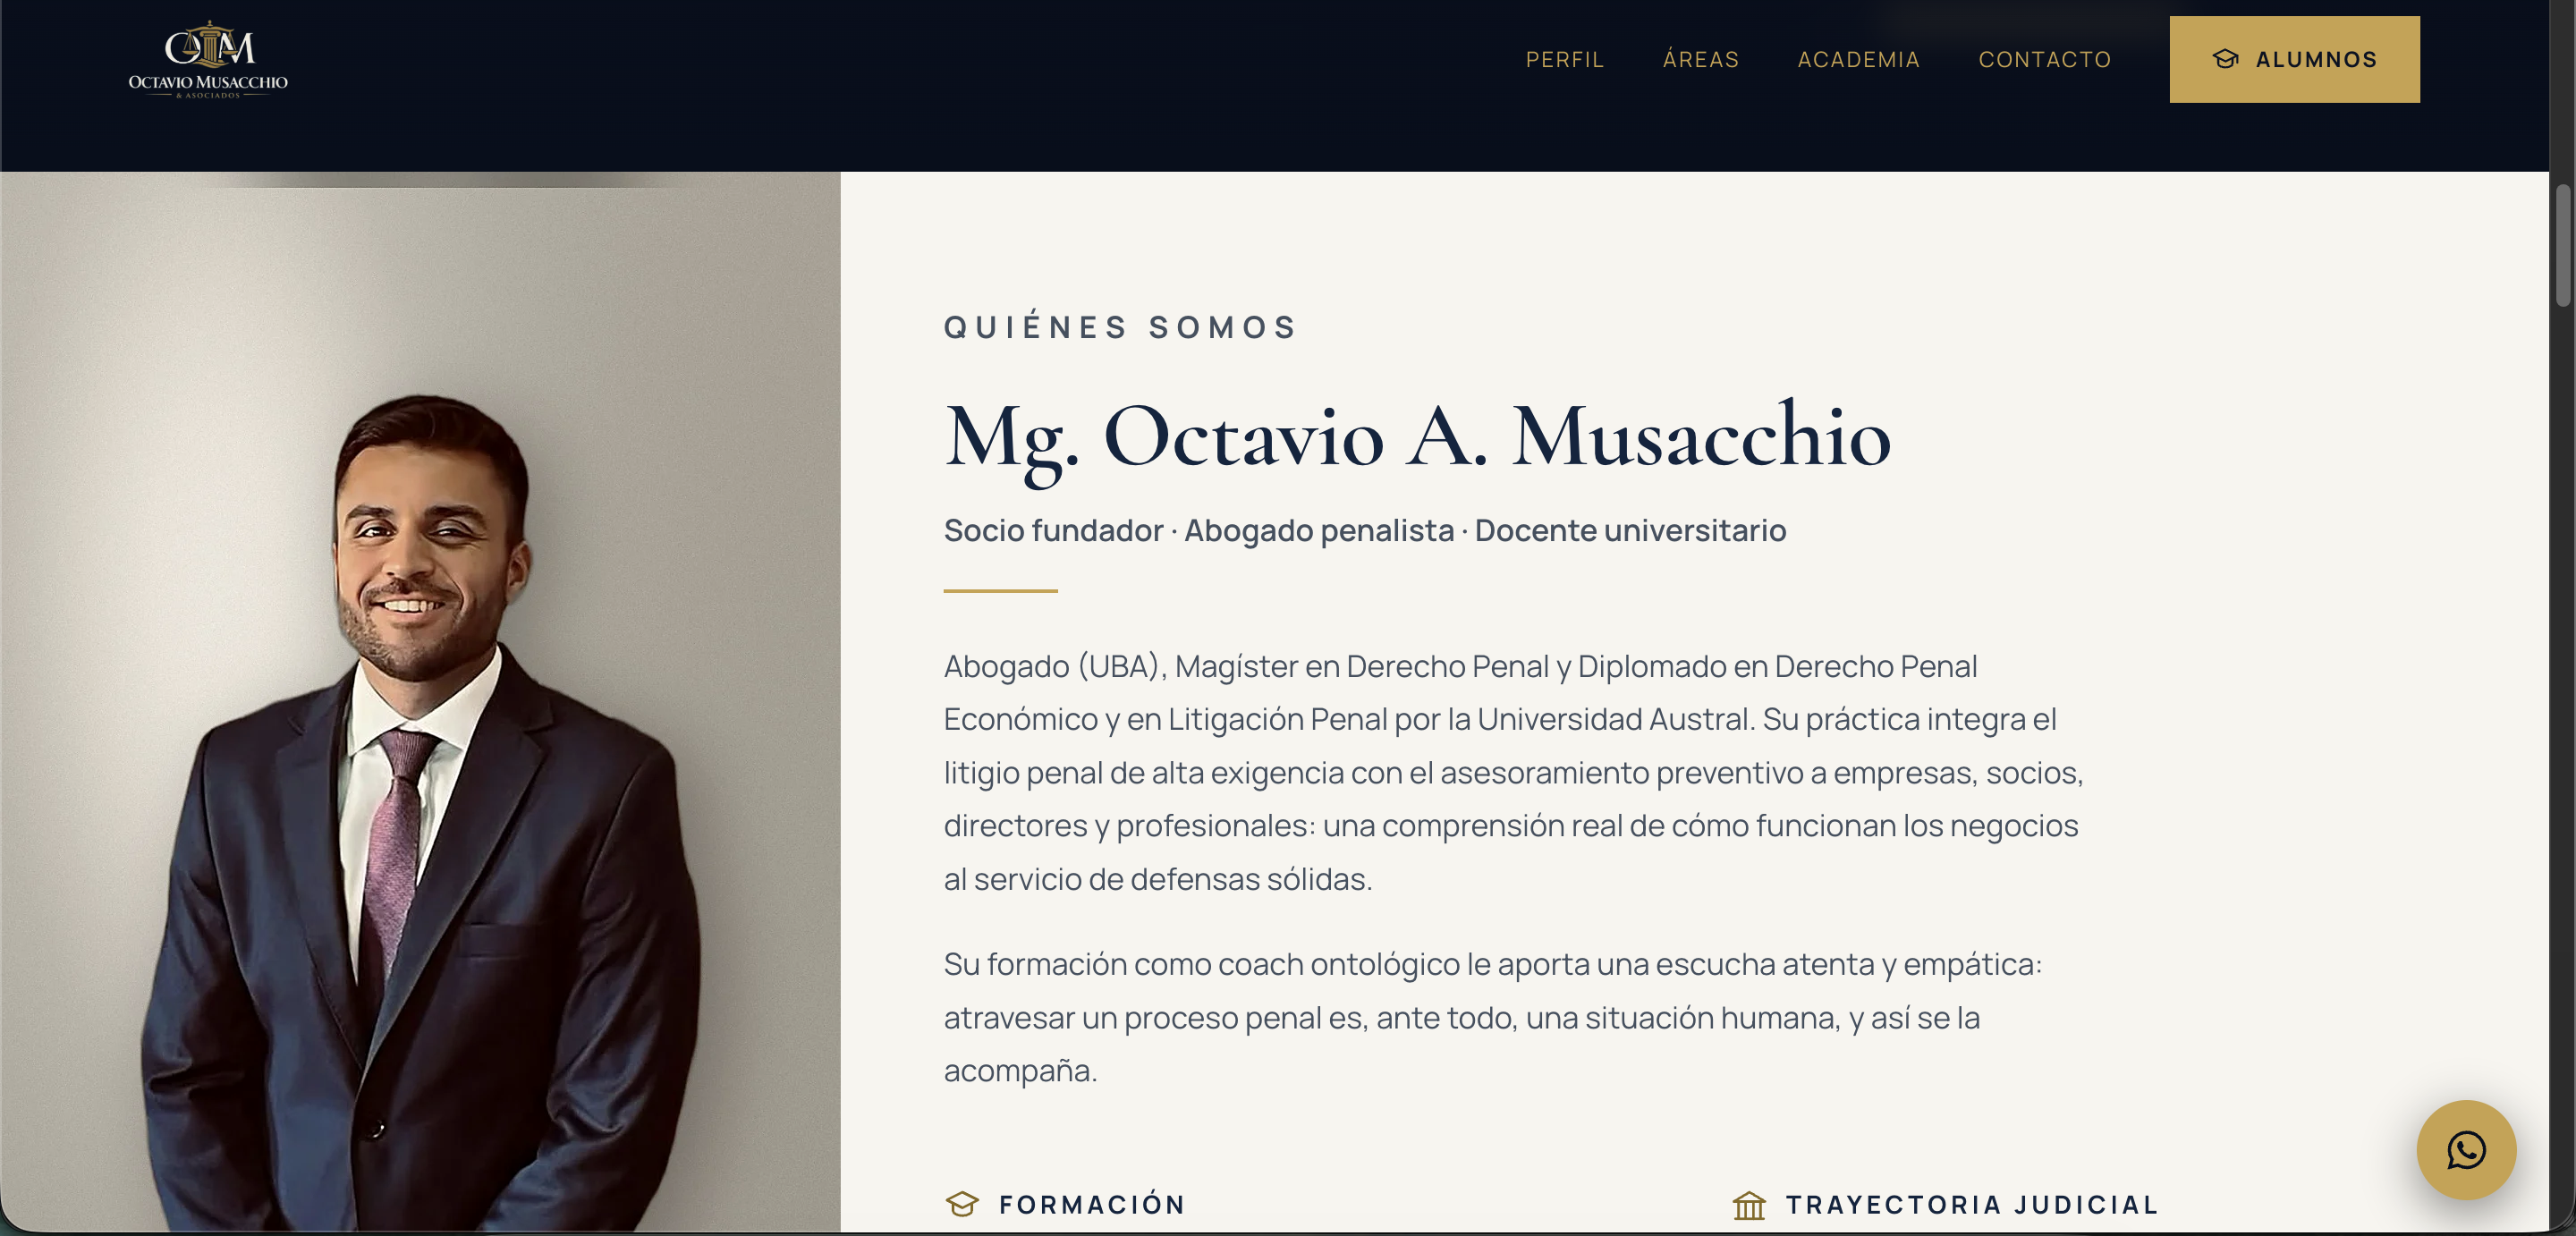 OM
OCTAVIO MUSACCHIO
& ASOCIADOS
PERFIL
ÁREAS
ACADEMIA
CONTACTO
ALUMNOS
QUIÉNES SOMOS
Mg. Octavio A. Musacchio
Socio fundador · Abogado penalista · Docente universitario
Abogado (UBA), Magíster en Derecho Penal y Diplomado en Derecho Penal
Económico y en Litigación Penal por la Universidad Austral. Su práctica integra el
litigio penal de alta exigencia con el asesoramiento preventivo a empresas, socios,
directores y profesionales: una comprensión real de cómo funcionan los negocios
al servicio de defensas sólidas.
Su formación como coach ontológico le aporta una escucha atenta y empática:
atravesar un proceso penal es, ante todo, una situación humana, y así se la
acompaña.
FORMACIÓN
TRAYECTORIA JUDICIAL